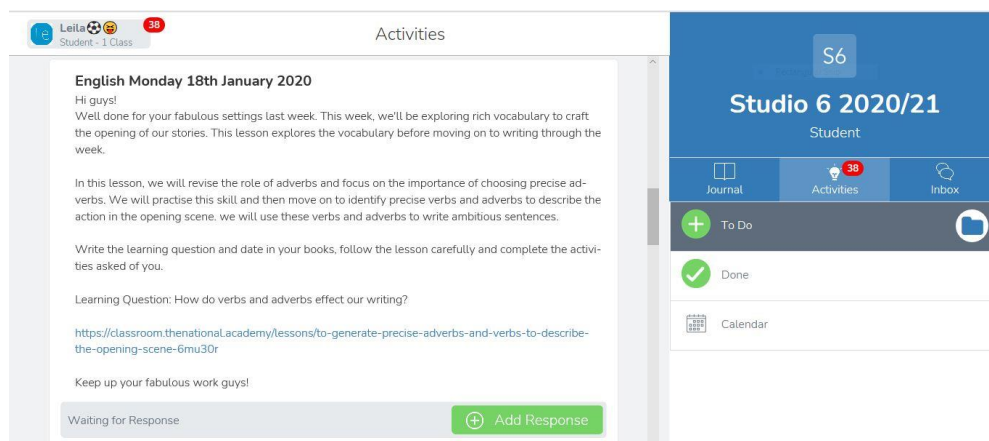 Leila⚽😝 38
Student - 1 Class
Activities
English Monday 18th January 2020
Hi guys!
Well done for your fabulous settings last week. This week, we'll be exploring rich vocabulary to craft
the opening of our stories. This lesson explores the vocabulary before moving on to writing through the
week.
In this lesson, we will revise the role of adverbs and focus on the importance of choosing precise ad-
verbs. We will practise this skill and then move on to identify precise verbs and adverbs to describe the
action in the opening scene. we will use these verbs and adverbs to write ambitious sentences.
Write the learning question and date in your books, follow the lesson carefully and complete the activi-
ties asked of you.
Learning Question: How do verbs and adverbs effect our writing?
https://classroom.thenational.academy/lessons/to-generate-precise-adverbs-and-verbs-to-describe-
the-opening-scene-6mu30r
Keep up your fabulous work guys!
Waiting for Response
Add Response
S6
Studio 6 2020/21
Student
Journal
38
Activities
Inbox
To Do
Done
Calendar